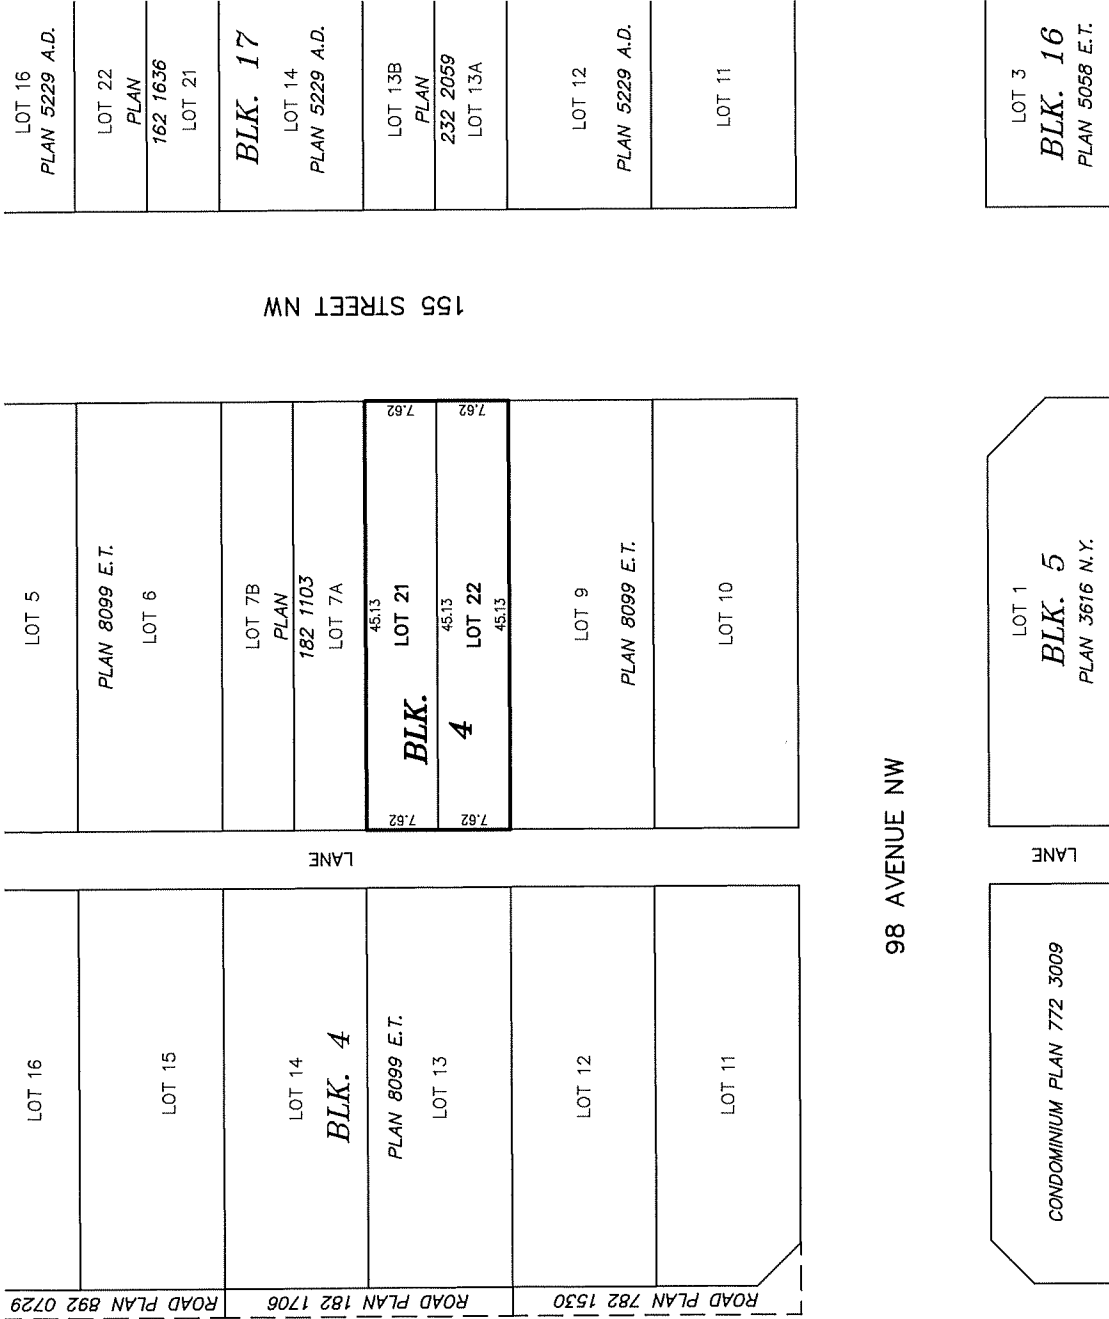 LOT 16
PLAN 5229 A.D.
LOT 22
PLAN
162 1636
LOT 21
BLK. 17
LOT 14
PLAN 5229 A.D.
LOT 13B
PLAN
232 2059
LOT 13A
LOT 12
PLAN 5229 A.D.
LOT 11
LOT 3
BLK. 16
PLAN 5058 E.T.
155 STREET NW
LOT 5
PLAN 8099 E.T.
LOT 6
LOT 7B
PLAN
182 1103
LOT 7A
7.62
7.62
45.13
LOT 21
45.13
LOT 22
45.13
BLK.
4
7.62
7.62
LOT 9
PLAN 8099 E.T.
LOT 10
LOT 1
BLK. 5
PLAN 3616 N.Y.
LANE
LANE
98 AVENUE NW
LOT 16
LOT 15
LOT 14
BLK. 4
PLAN 8099 E.T.
LOT 13
LOT 12
LOT 11
CONDOMINIUM PLAN 772 3009
ROAD PLAN 892 0729
ROAD PLAN 182 1706
ROAD PLAN 782 1530